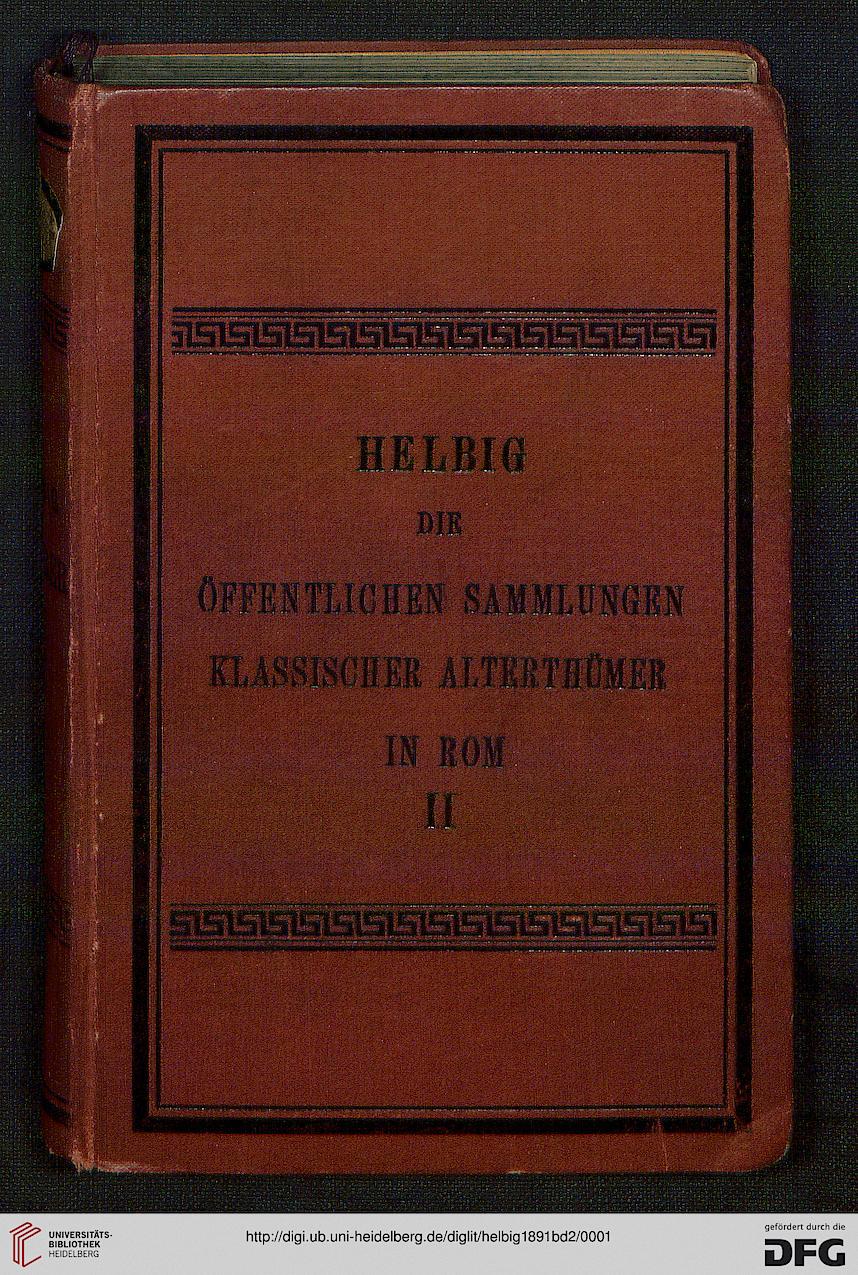 HELBIG
DIE
ÖFFENTLICHEN SAMMLUNGEN
KLASSISCHER ALTERTHÜMER
IN ROM
II
UNIVERSITÄTS-
BIBLIOTHEK
HEIDELBERG
http://digi.ub.uni-heidelberg.de/diglit/helbig1891bd2/0001
gefördert durch die
DFG